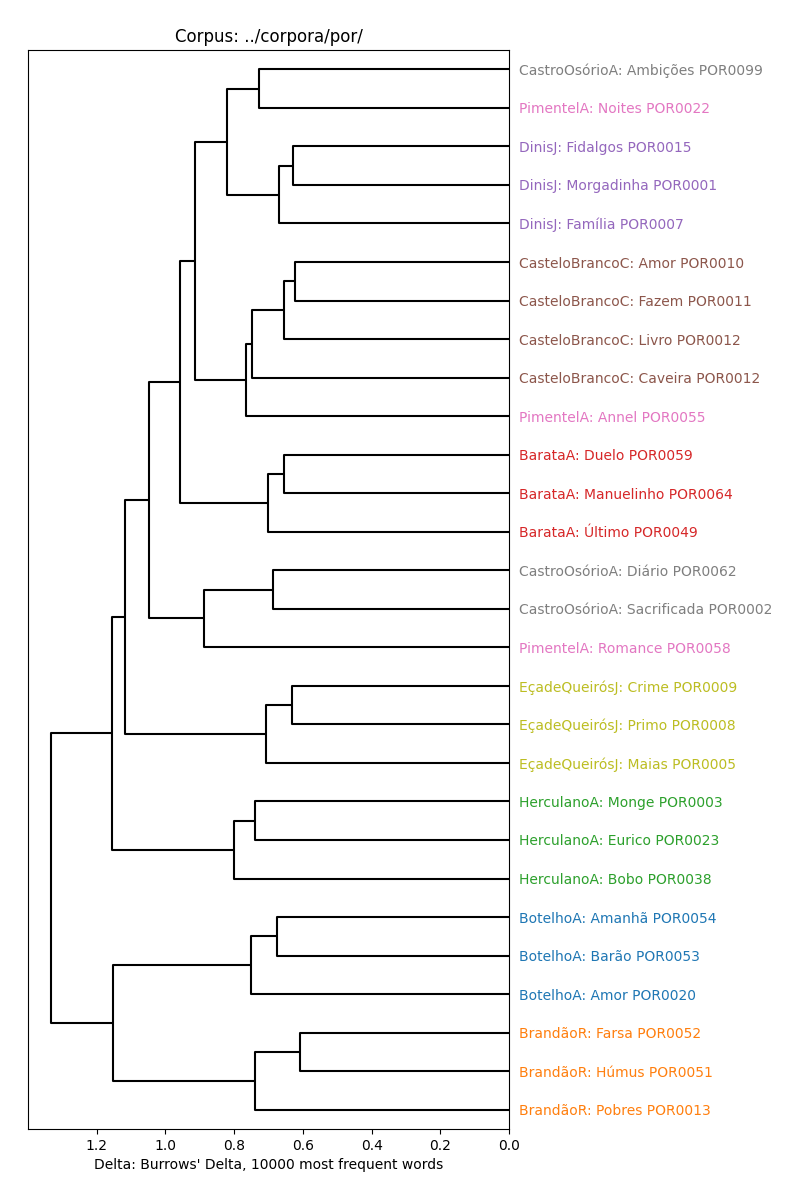 Corpus: ../corpora/por/
CastroOsórioA: Ambições POR0099
PimentelA: Noites POR0022
DinisJ: Fidalgos POR0015
DinisJ: Morgadinha POR0001
DinisJ: Família POR0007
CasteloBrancoC: Amor POR0010
CasteloBrancoC: Fazem POR0011
CasteloBrancoC: Livro POR0012
CasteloBrancoC: Caveira POR0012
PimentelA: Annel POR0055
BarataA: Duelo POR0059
BarataA: Manuelinho POR0064
BarataA: Último POR0049
CastroOsórioA: Diário POR0062
CastroOsórioA: Sacrificada POR0002
PimentelA: Romance POR0058
EçadeQueirósJ: Crime POR0009
EçadeQueirósJ: Primo POR0008
EçadeQueirósJ: Maias POR0005
HerculanoA: Monge POR0003
HerculanoA: Eurico POR0023
HerculanoA: Bobo POR0038
BotelhoA: Amanhã POR0054
BotelhoA: Barão POR0053
BotelhoA: Amor POR0020
BrandãoR: Farsa POR0052
BrandãoR: Húmus POR0051
BrandãoR: Pobres POR0013
1.2 1.0 0.8 0.6 0.4 0.2 0.0
Delta: Burrows' Delta, 10000 most frequent words